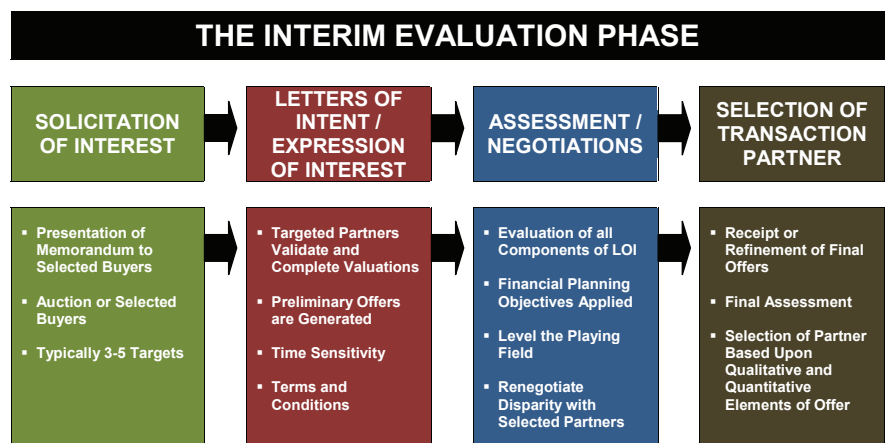 THE INTERIM EVALUATION PHASE
SOLICITATION
OF INTEREST
LETTERS OF
INTENT /
EXPRESSION
OF INTEREST
ASSESSMENT /
NEGOTIATIONS
SELECTION OF
TRANSACTION
PARTNER
▪ Presentation of
Memorandum to
Selected Buyers
▪ Auction or Selected
Buyers
▪ Typically 3-5 Targets
▪ Targeted Partners
Validate and
Complete Valuations
▪ Preliminary Offers
are Generated
▪ Time Sensitivity
▪ Terms and
Conditions
▪ Evaluation of all
Components of LOI
▪ Financial Planning
Objectives Applied
▪ Level the Playing
Field
▪ Renegotiate
Disparity with
Selected Partners
▪ Receipt or
Refinement of Final
Offers
▪ Final Assessment
▪ Selection of Partner
Based Upon
Qualitative and
Quantitative
Elements of Offer